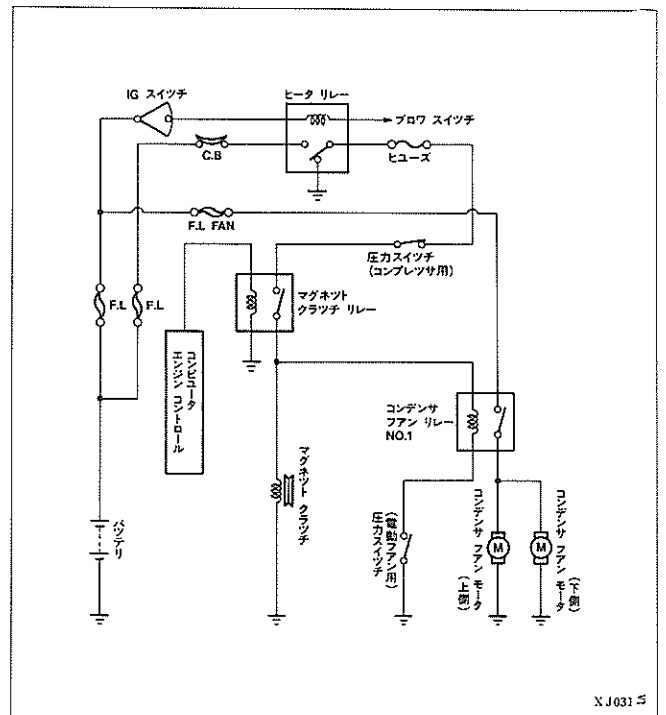 IG スイッチ
ヒータ リレー
ブロワ スイッチ
C.B
ヒユーズ
F.L FAN
圧力スイッチ
(コンプレッサ用)
F.L
F.L
マグネット
クラッチ リレー
エンジン コントロール
コンピュータ
コンデンサ
フアン リレー
NO.1
マグネット クラッチ
バッテリ
圧力スイッチ
(電動フアン用)
コンデンサ フアン モータ
(上側)
M
M
コンデンサ フアン モータ
(下側)
XJ031